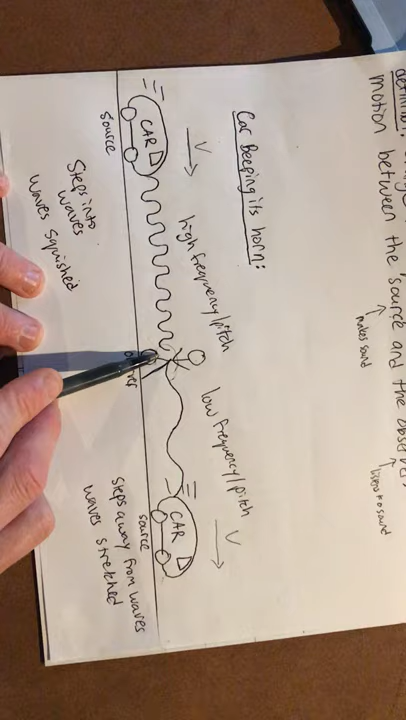 motion between the source and the observer
makes sound
listens to sound
Car Beeping its horn:
V
high frequency/pitch
low frequency/pitch
V
CAR
CAR
source
source
Steps into
waves
waves squished
steps away from waves
waves stretched